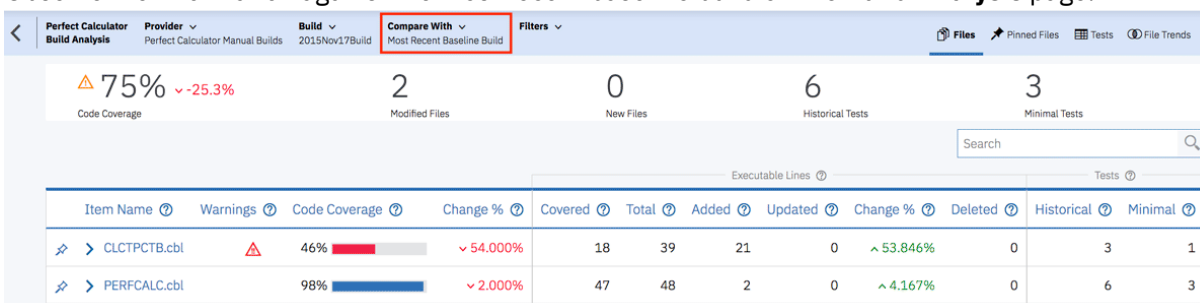 Perfect Calculator Provider Build Compare With Filters
Build Analysis Perfect Calculator Manual Builds 2015Nov17Build Most Recent Baseline Build
Files Pinned Files Tests File Trends
75% -25.3% 2 0 6 3
Code Coverage Modified Files New Files Historical Tests Minimal Tests
Search
Executable Lines Tests
Item Name Warnings Code Coverage Change % Covered Total Added Updated Change % Deleted Historical Minimal
CLCTPCTB.cbl 46% 54.000% 18 39 21 0 53.846% 0 3 1
PERFCALC.cbl 98% 2.000% 47 48 2 0 4.167% 0 6 3